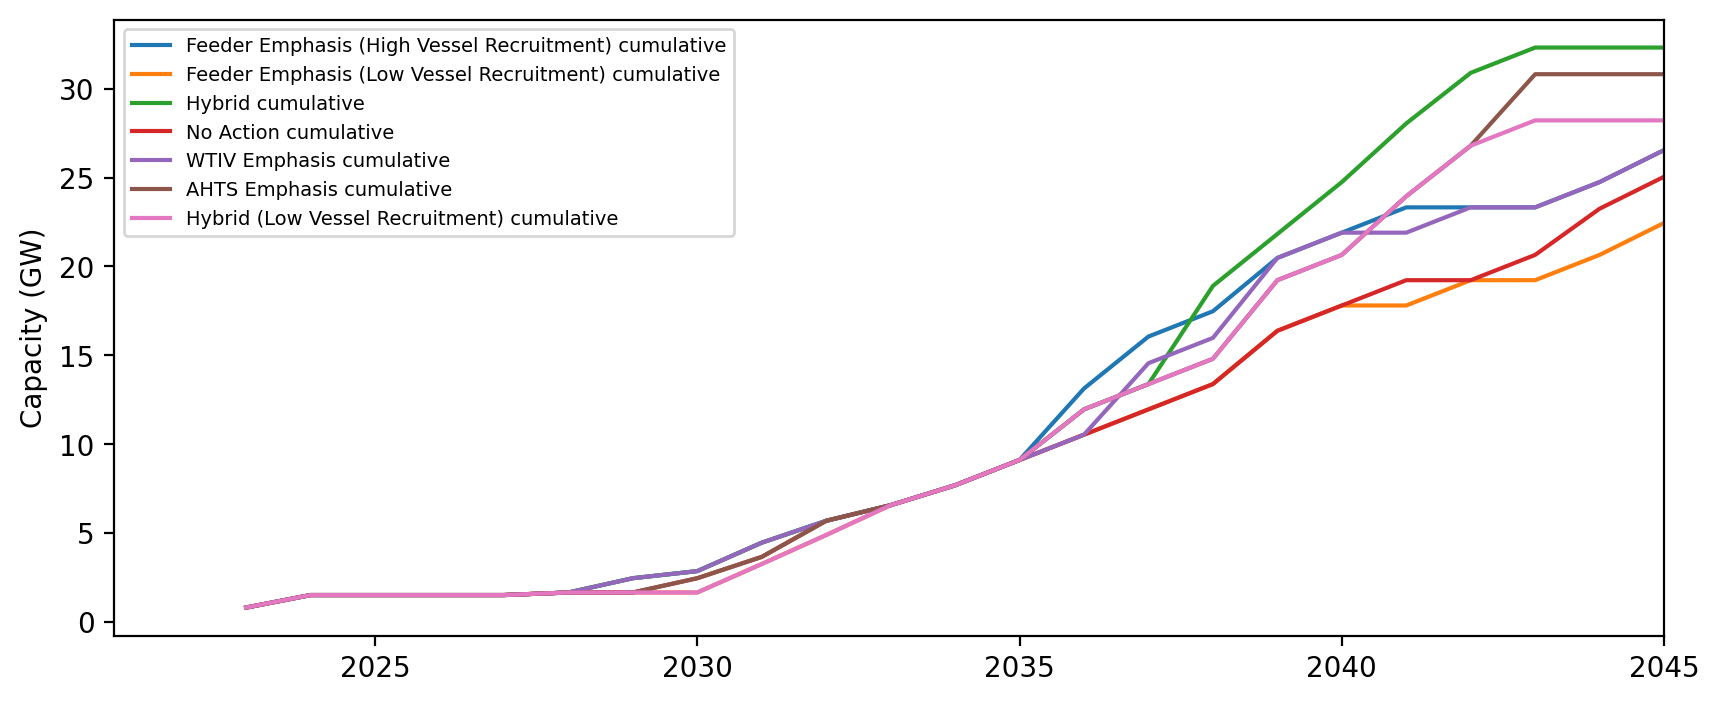 Feeder Emphasis (High Vessel Recruitment) cumulative
Feeder Emphasis (Low Vessel Recruitment) cumulative
Hybrid cumulative
No Action cumulative
WTIV Emphasis cumulative
AHTS Emphasis cumulative
Hybrid (Low Vessel Recruitment) cumulative
Capacity (GW)
30
25
20
15
10
5
0
2025
2030
2035
2040
2045